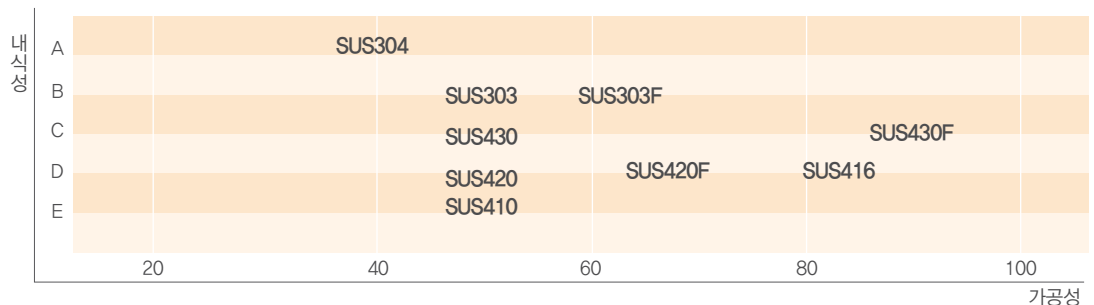 내식성
A
SUS304
B
SUS303 SUS303F
C
SUS430 SUS430F
D
SUS420F SUS416
SUS420
E
SUS410
20 40 60 80 100
가공성